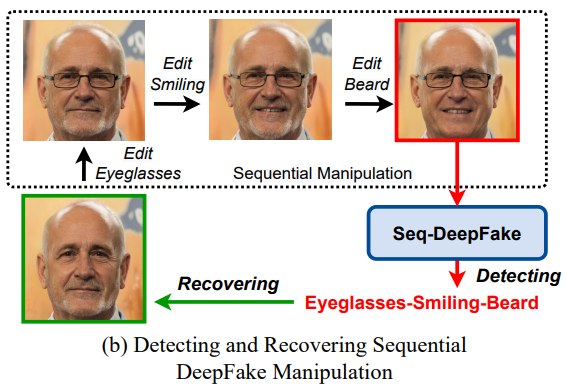 Edit
Smiling
Edit
Beard
Edit
Eyeglasses
Sequential Manipulation
Seq-DeepFake
Detecting
Recovering
Eyeglasses-Smiling-Beard
(b) Detecting and Recovering Sequential
DeepFake Manipulation